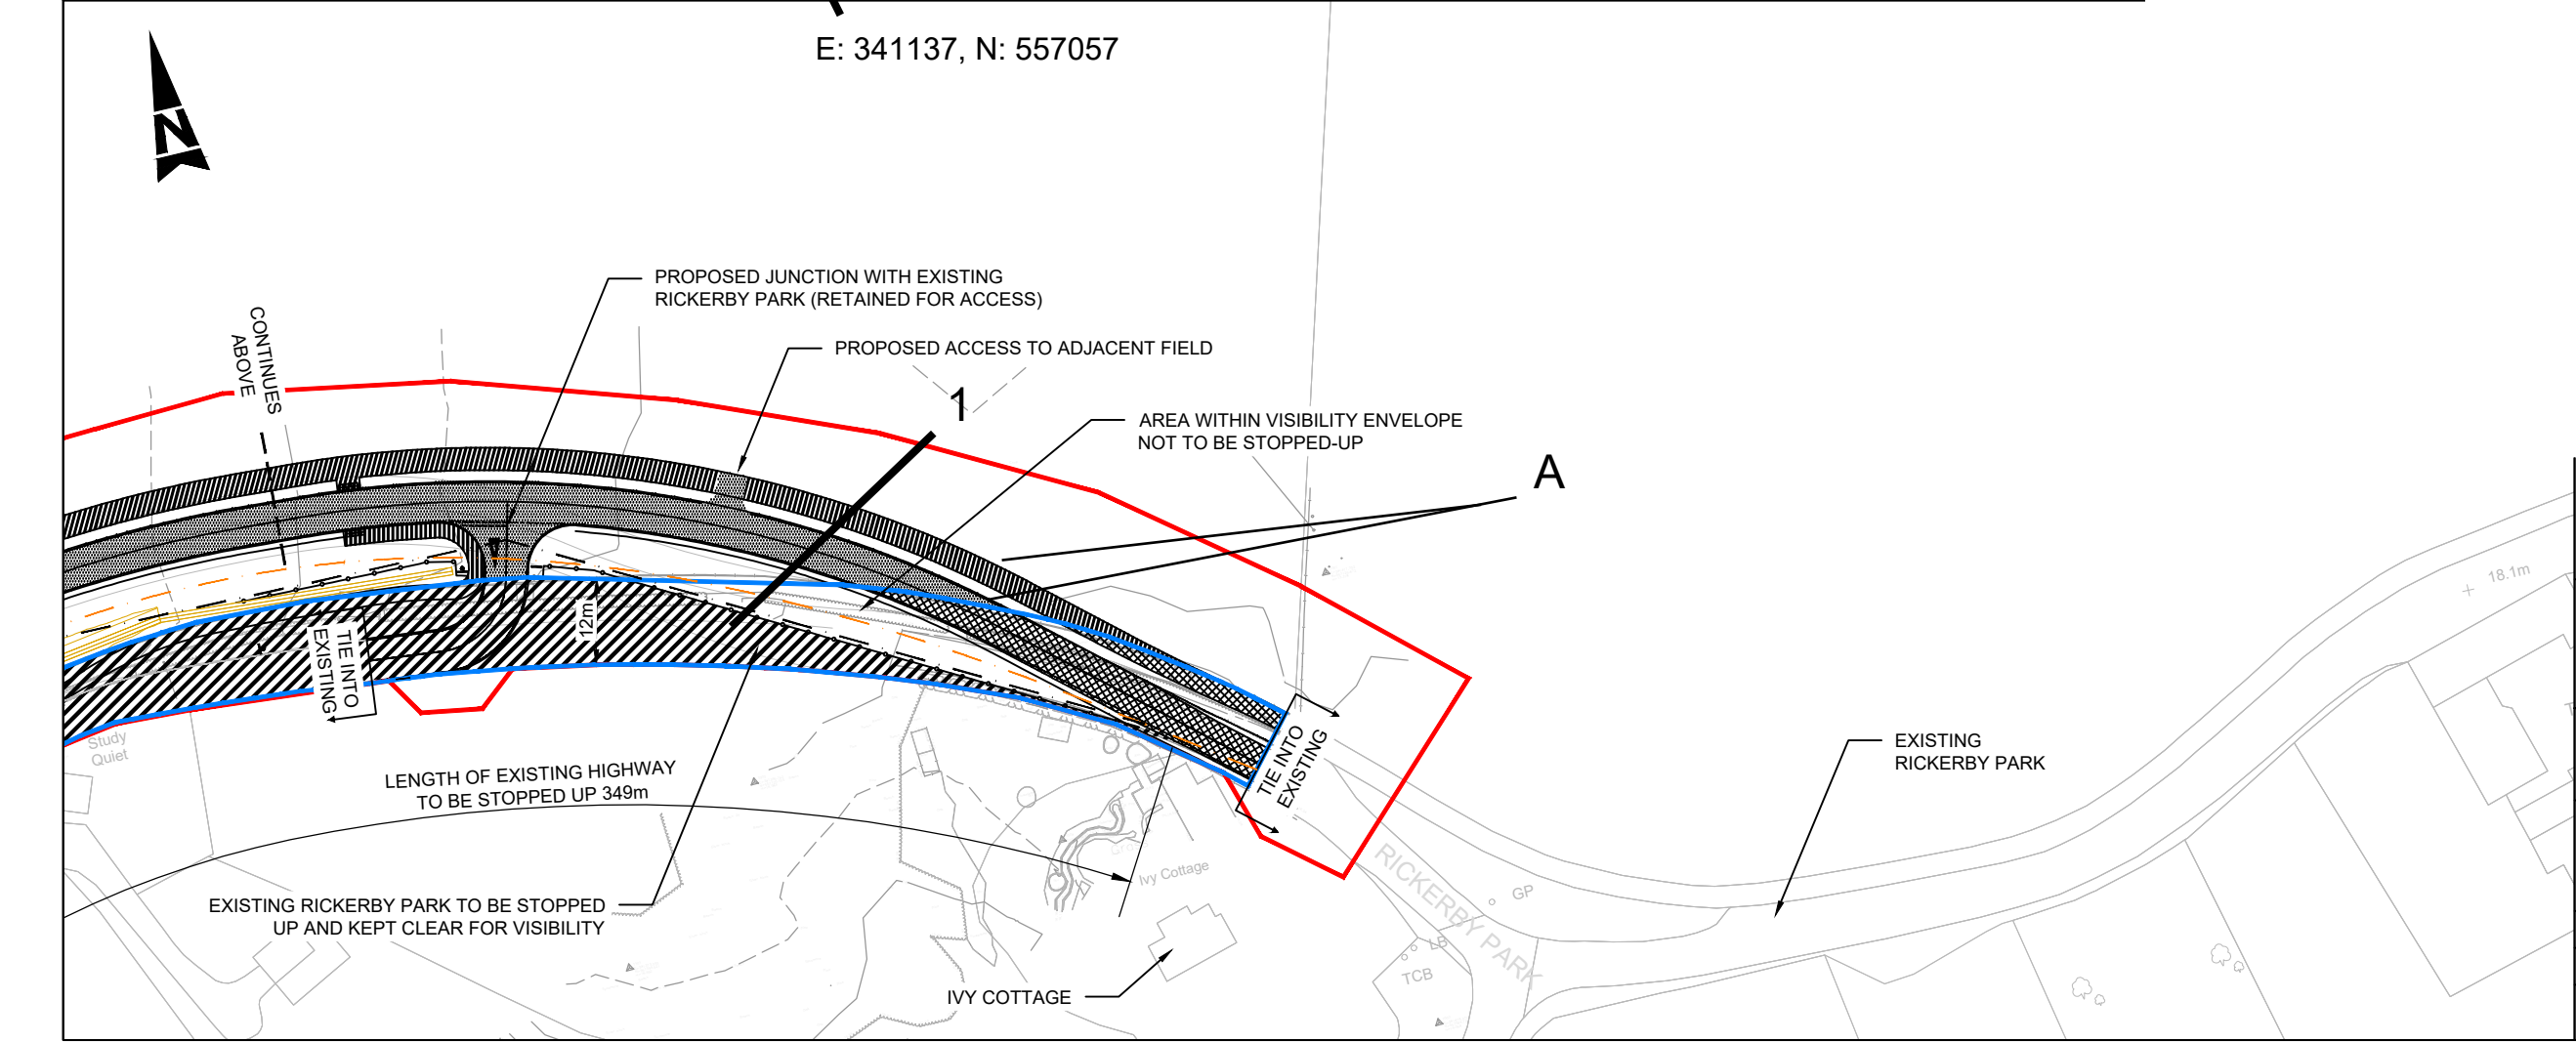 E: 341137, N: 557057
N
PROPOSED JUNCTION WITH EXISTING
RICKERBY PARK (RETAINED FOR ACCESS)
CONTINUES
ABOVE
PROPOSED ACCESS TO ADJACENT FIELD
1
AREA WITHIN VISIBILITY ENVELOPE
NOT TO BE STOPPED-UP
A
18.1m
12m
TIE INTO
EXISTING
Study
Quiet
TIE INTO
EXISTING
EXISTING
RICKERBY PARK
LENGTH OF EXISTING HIGHWAY
TO BE STOPPED UP 349m
Ivy Cottage
RICKERBY PARK
GP
EXISTING RICKERBY PARK TO BE STOPPED
UP AND KEPT CLEAR FOR VISIBILITY
LB
TCB
IVY COTTAGE